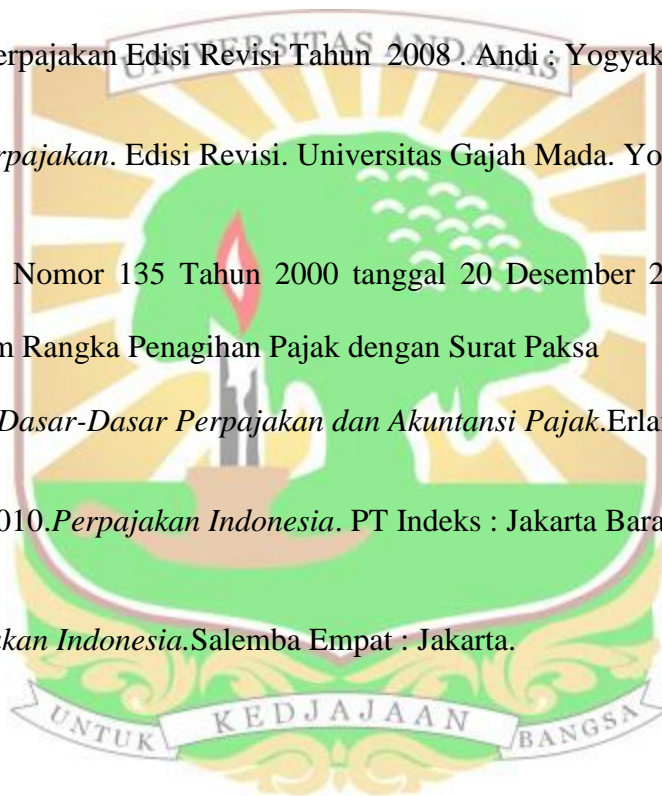 UNIVERSITAS ANDALAS
erpajakan Edisi Revisi Tahun 2008 . Andi : Yogyak
rpajakan. Edisi Revisi. Universitas Gajah Mada. Yo
Nomor 135 Tahun 2000 tanggal 20 Desember 2
n Rangka Penagihan Pajak dengan Surat Paksa
Dasar-Dasar Perpajakan dan Akuntansi Pajak.Erlan
010.Perpajakan Indonesia. PT Indeks : Jakarta Bara
akan Indonesia.Salemba Empat : Jakarta.
UNTUK KEDJAJAAN BANGSA